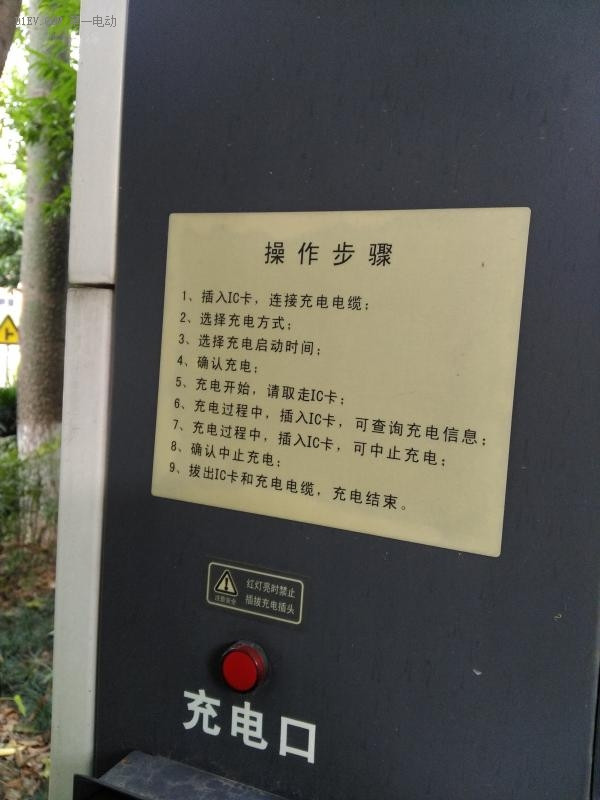 操作步骤
1、插入IC卡，连接充电电缆；
2、选择充电方式；
3、选择充电启动时间；
4、确认充电；
5、充电开始，请取走IC卡；
6、充电过程中，插入IC卡，可查询充电信息；
7、充电过程中，插入IC卡，可中止充电；
8、确认中止充电；
9、拔出IC卡和充电电缆，充电结束。
红灯亮时禁止
插拔充电插头
注意安全
充电口